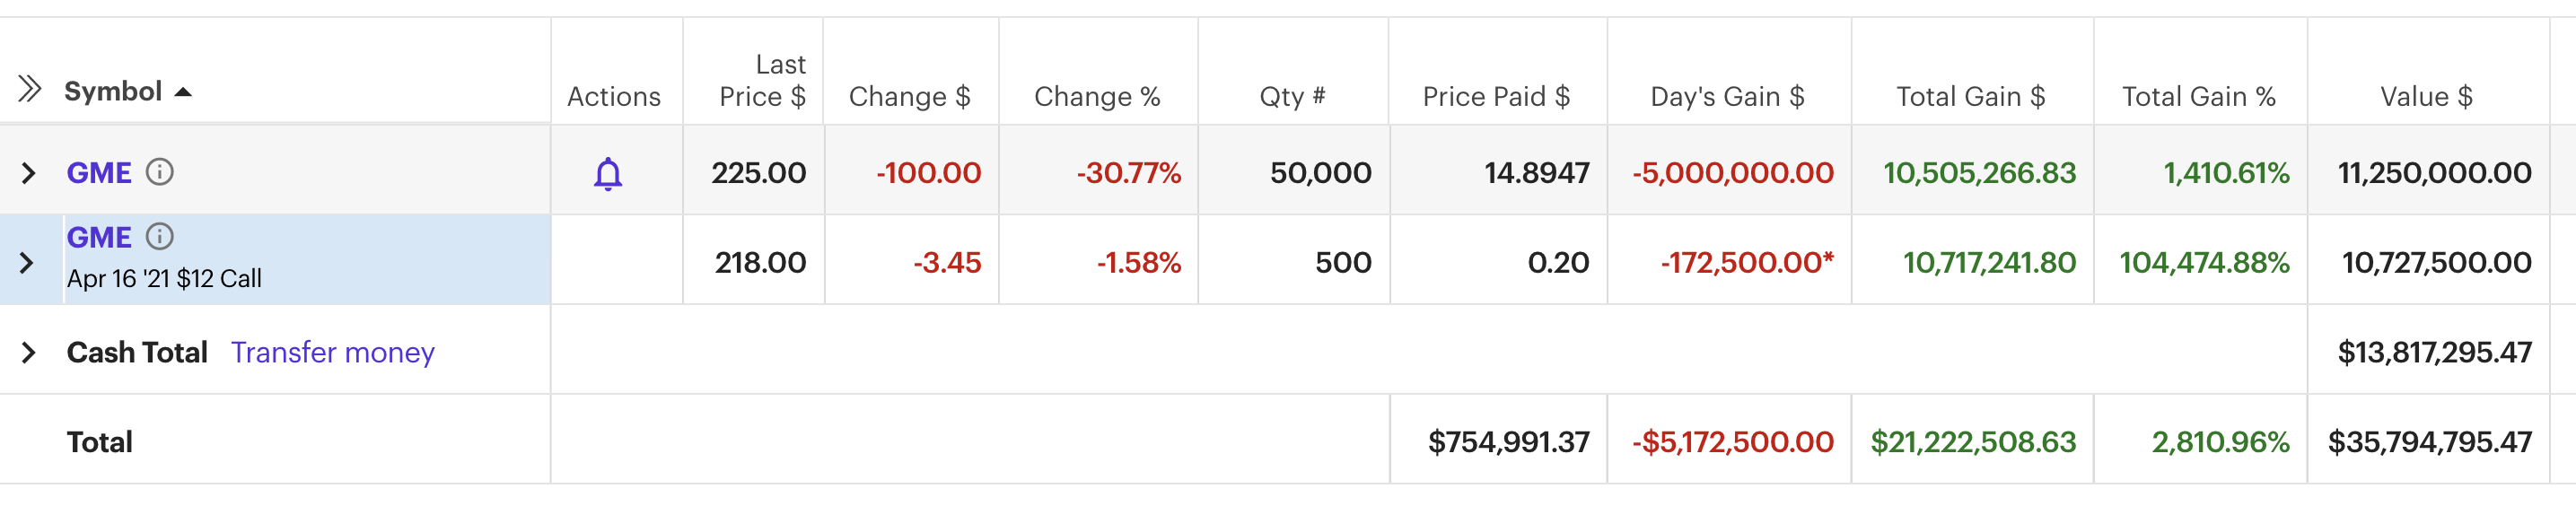 Symbol Actions Last Price $ Change $ Change % Qty # Price Paid $ Day's Gain $ Total Gain $ Total Gain % Value $
GME 225.00 -100.00 -30.77% 50,000 14.8947 -5,000,000.00 10,505,266.83 1,410.61% 11,250,000.00
GME
Apr 16 '21 $12 Call 218.00 -3.45 -1.58% 500 0.20 -172,500.00* 10,717,241.80 104,474.88% 10,727,500.00
Cash Total Transfer money $13,817,295.47
Total $754,991.37 -$5,172,500.00 $21,222,508.63 2,810.96% $35,794,795.47